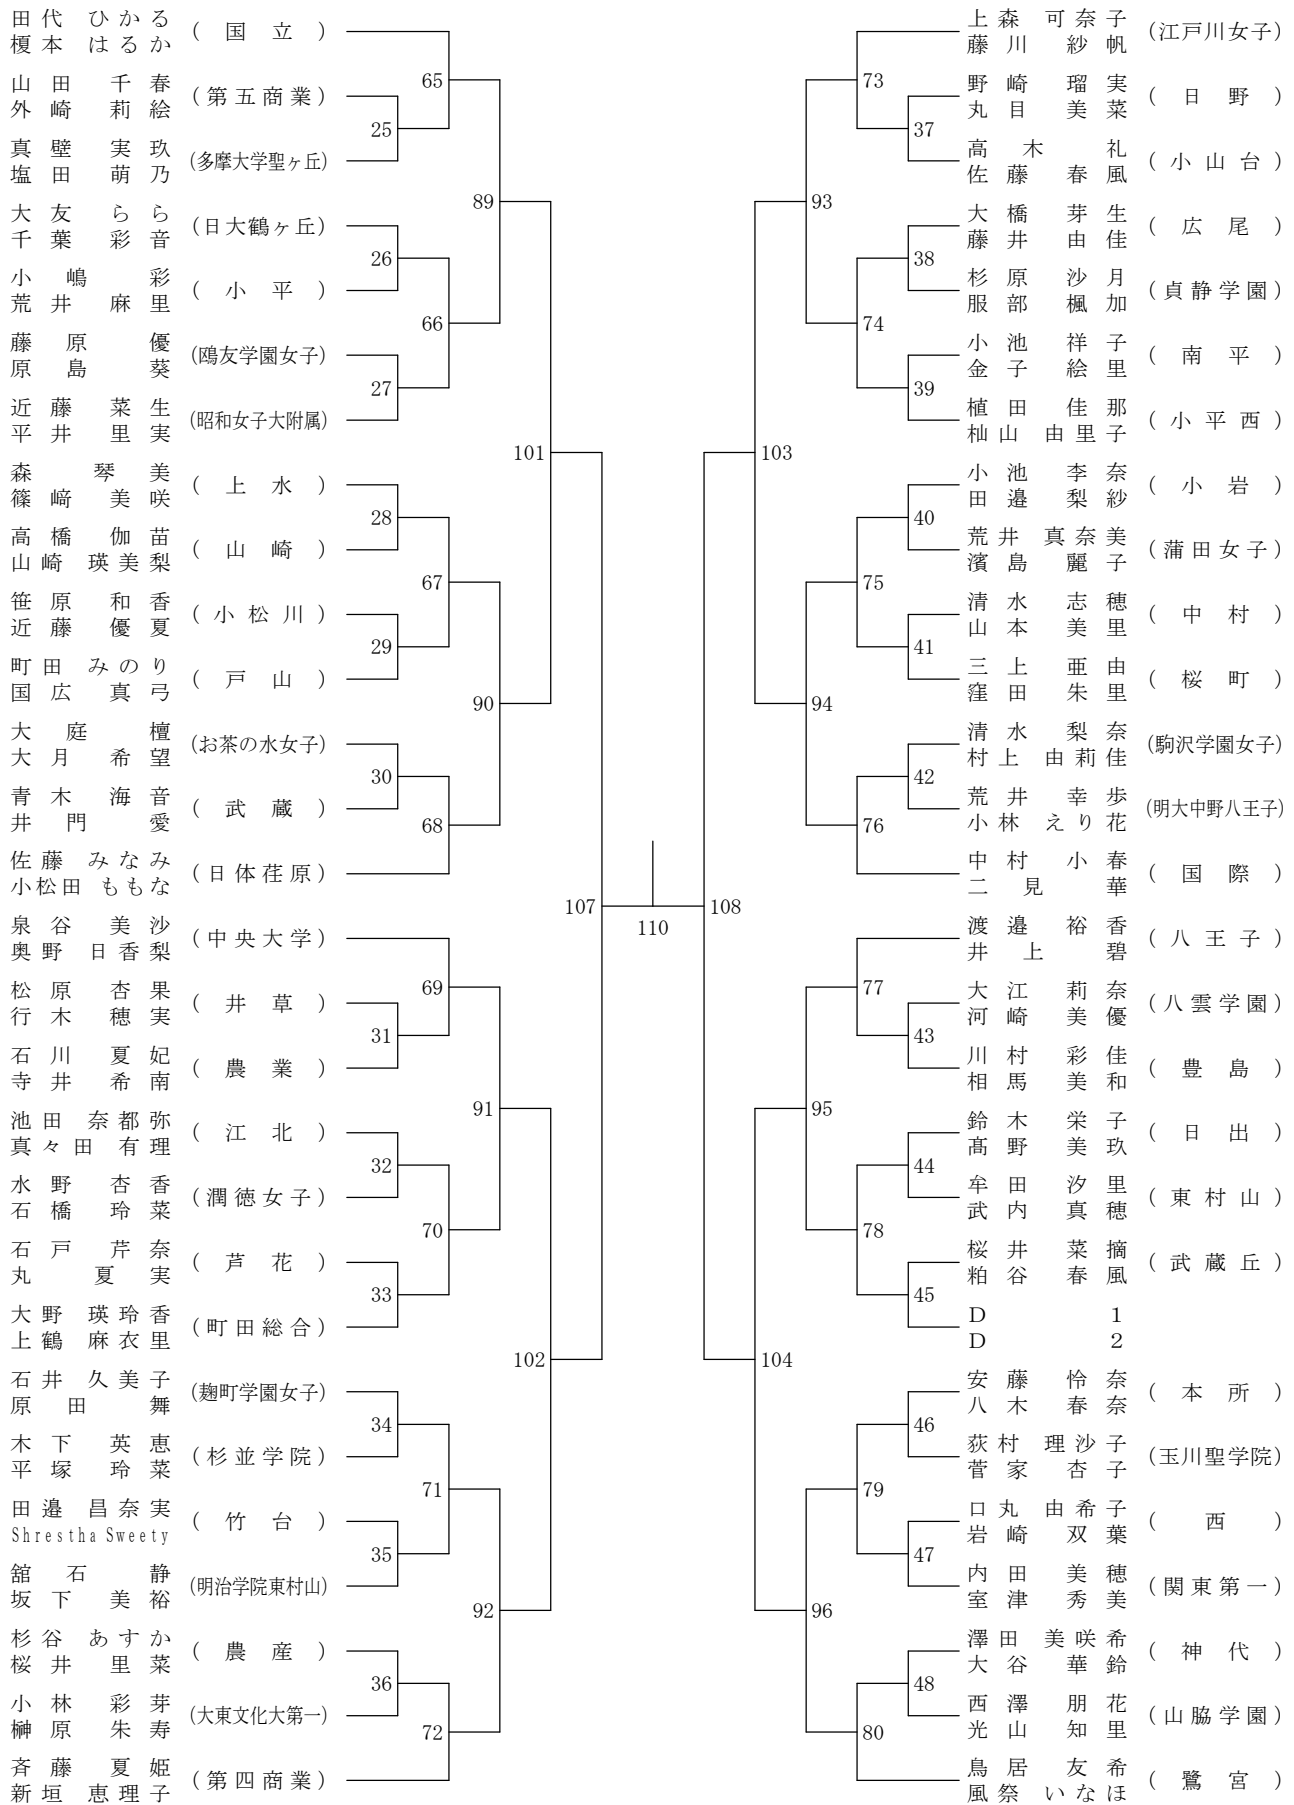 田代 ひかる
榎本 はるか
( 国 立 )
山田 千春
外崎 莉絵
( 第五商業 )
真壁 実玖
塩田 萌乃
(多摩大学聖ヶ丘)
大友 らら
千葉 彩音
(日大鶴ヶ丘)
小嶋 彩
荒井 麻里
( 小 平 )
藤原 優
原島 葵
(鴎友学園女子)
近藤 菜生
平井 里実
(昭和女子大附属)
森 琴美
篠﨑 美咲
( 上 水 )
高橋 伽苗
山崎 瑛美梨
( 山 崎 )
笹原 和香
近藤 優夏
( 小松川 )
町田 みのり
国広 真弓
( 戸 山 )
大庭 檀
大月 希望
(お茶の水女子)
青木 海音
井門 愛
( 武 蔵 )
佐藤 みなみ
小松田 ももな
( 日体荏原 )
泉谷 美沙
奥野 日香梨
( 中央大学 )
松原 杏果
行木 穂実
( 井 草 )
石川 夏妃
寺井 希南
( 農 業 )
池田 奈都弥
真々田 有理
( 江 北 )
水野 杏香
石橋 玲菜
( 潤徳女子 )
石戸 芹奈
丸 夏実
( 芦 花 )
大野 瑛玲香
上鶴 麻衣里
( 町田総合 )
石井 久美子
原田 舞
(麹町学園女子)
木下 英恵
平塚 玲菜
( 杉並学院 )
田邉 昌奈実
Shrestha Sweety
( 竹 台 )
舘石 静
坂下 美裕
(明治学院東村山)
杉谷 あすか
桜井 里菜
( 農 産 )
小林 彩芽
榊原 朱寿
(大東文化大第一)
斉藤 夏姫
新垣 恵理子
( 第四商業 )
65
25
89
26
66
27
101
28
67
29
90
30
68
107
69
31
91
32
70
33
102
34
71
35
92
36
72
110
108
73
37
93
38
74
39
103
40
75
41
94
42
76
77
43
95
44
78
45
104
46
79
47
96
48
80
上森 可奈子
藤川 紗帆
(江戸川女子)
野崎 瑠実
丸目 美菜
( 日 野 )
高木 礼
佐藤 春風
( 小山台 )
大橋 芽生
藤井 由佳
( 広 尾 )
杉原 沙月
服部 楓加
( 貞静学園 )
小池 祥子
金子 絵里
( 南 平 )
植田 佳那
杣山 由里子
( 小平西 )
小池 李奈
田邉 梨紗
( 小 岩 )
荒井 真奈美
濱島 麗子
( 蒲田女子 )
清水 志穂
山本 美里
( 中 村 )
三上 亜由
窪田 朱里
( 桜 町 )
清水 梨奈
村上 由莉佳
(駒沢学園女子)
荒井 幸歩
小林 えり花
(明大中野八王子)
中村 小春
二見 華
( 国 際 )
渡邉 裕香
井上 碧
( 八王子 )
大江 莉奈
河崎 美優
( 八雲学園 )
川村 彩佳
相馬 美和
( 豊 島 )
鈴木 栄子
髙野 美玖
( 日 出 )
牟田 汐里
武内 真穂
( 東村山 )
桜井 菜摘
粕谷 春風
( 武蔵丘 )
D 1
D 2
安藤 怜奈
八木 春奈
( 本 所 )
荻村 理沙子
菅家 杏子
(玉川聖学院)
口丸 由希子
岩崎 双葉
( 西 )
内田 美穂
室津 秀美
( 関東第一 )
澤田 美咲希
大谷 華鈴
( 神 代 )
西澤 朋花
光山 知里
( 山脇学園 )
鳥居 友希
風祭 いなほ
( 鷺 宮 )